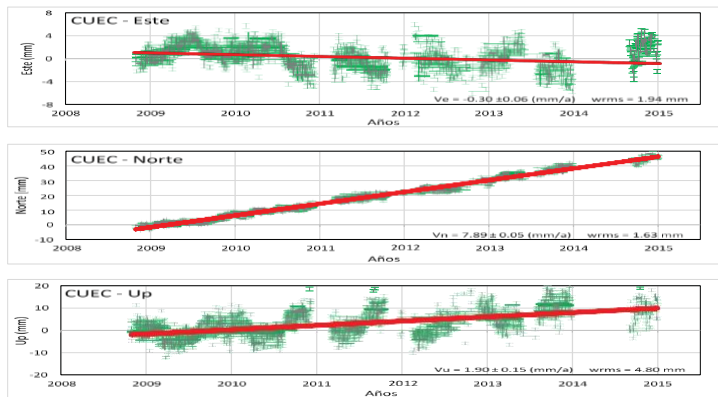 CUEC - Este
8
4
0
-4
-8
Este (mm)
Ve = -0.30 ±0.06 (mm/a) wrms = 1.94 mm
2008 2009 2010 2011 2012 2013 2014 2015
Años
CUEC - Norte
50
40
30
20
10
0
-10
Norte (mm)
Vn = 7.89 ± 0.05 (mm/a) wrms = 1.63 mm
2008 2009 2010 2011 2012 2013 2014 2015
Años
CUEC - Up
20
10
0
-10
-20
Up (mm)
Vu = 1.90 ± 0.15 (mm/a) wrms = 4.80 mm
2008 2009 2010 2011 2012 2013 2014 2015
Años